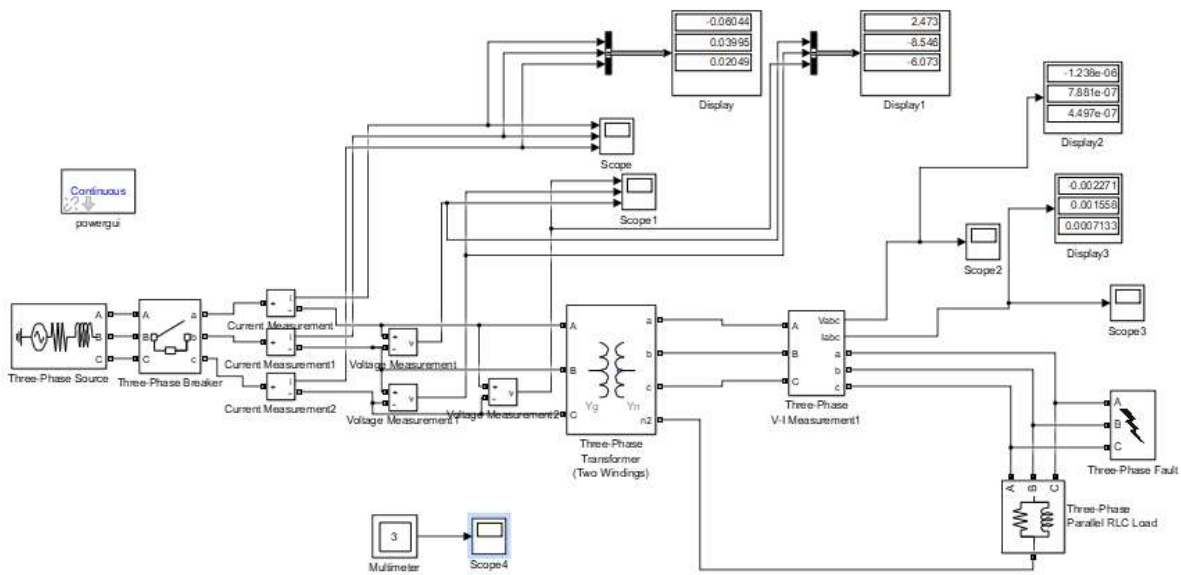 -0.06044
0.03995
0.02049
Display
2.473
-8.546
-6.073
Display1
-1.238e-06
7.881e-07
4.497e-07
Display2
Scope
Continuous
powergui
Scope1
-0.002271
0.001558
0.0007133
Display3
Scope2
Scope3
A
B
C
Three-Phase Source
A
B
C
a
b
c
Three-Phase Breaker
+
-
i
Current Measurement
+
-
i
Current Measurement1
+
-
i
Current Measurement2
+
-
v
Voltage Measurement
+
-
v
Voltage Measurement1
+
-
v
Voltage Measurement2
A
B
C
Yg
Yn
a
b
c
n2
Three-Phase
Transformer
(Two Windings)
A
B
C
Vabc
Iabc
a
b
c
Three-Phase
V-I Measurement1
A
B
C
Three-Phase Fault
A
B
C
Three-Phase
Parallel RLC Load
3
Multimeter
Scope4